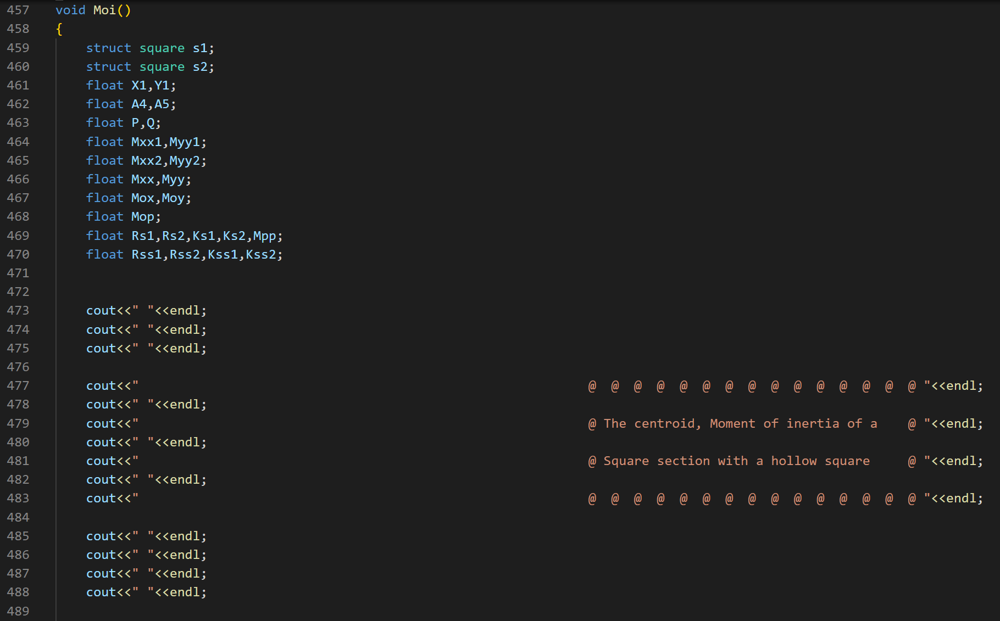 457 void Moi()
458 {
459     struct square s1;
460     struct square s2;
461     float X1,Y1;
462     float A4,A5;
463     float P,Q;
464     float Mxx1,Myy1;
465     float Mxx2,Myy2;
466     float Mxx,Myy;
467     float Mox,Moy;
468     float Mop;
469     float Rs1,Rs2,Ks1,Ks2,Mpp;
470     float Rss1,Rss2,Kss1,Kss2;
471
472
473     cout<<" "<<endl;
474     cout<<" "<<endl;
475     cout<<" "<<endl;
476
477     cout<<"                                                           @  @  @  @  @  @  @  @  @  @  @  @  @  @  @ "<<endl;
478     cout<<" "<<endl;
479     cout<<"                                                           @ The centroid, Moment of inertia of a    @ "<<endl;
480     cout<<" "<<endl;
481     cout<<"                                                           @ Square section with a hollow square     @ "<<endl;
482     cout<<" "<<endl;
483     cout<<"                                                           @  @  @  @  @  @  @  @  @  @  @  @  @  @  @ "<<endl;
484
485     cout<<" "<<endl;
486     cout<<" "<<endl;
487     cout<<" "<<endl;
488     cout<<" "<<endl;
489